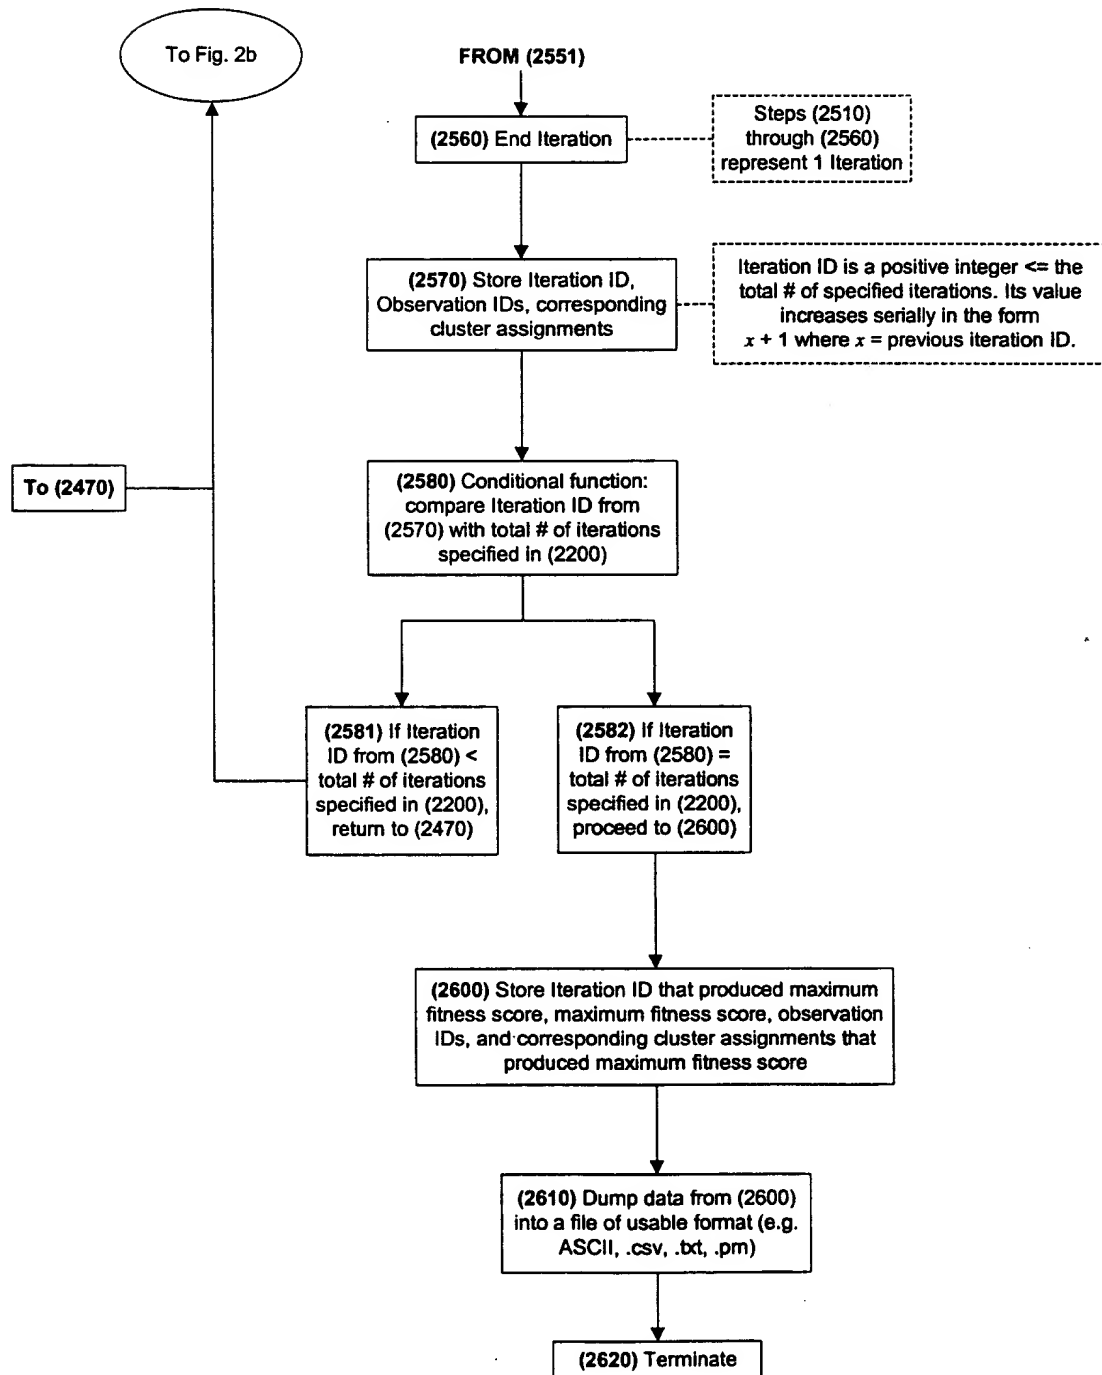 To Fig. 2b
FROM (2551)
(2560) End Iteration
Steps (2510)
through (2560)
represent 1 Iteration
(2570) Store Iteration ID,
Observation IDs, corresponding
cluster assignments
Iteration ID is a positive integer <= the
total # of specified iterations. Its value
increases serially in the form
x + 1 where x = previous iteration ID.
To (2470)
(2580) Conditional function:
compare Iteration ID from
(2570) with total # of iterations
specified in (2200)
(2581) If Iteration
ID from (2580) <
total # of iterations
specified in (2200),
return to (2470)
(2582) If Iteration
ID from (2580) =
total # of iterations
specified in (2200),
proceed to (2600)
(2600) Store Iteration ID that produced maximum
fitness score, maximum fitness score, observation
IDs, and corresponding cluster assignments that
produced maximum fitness score
(2610) Dump data from (2600)
into a file of usable format (e.g.
ASCII, .csv, .txt, .prn)
(2620) Terminate